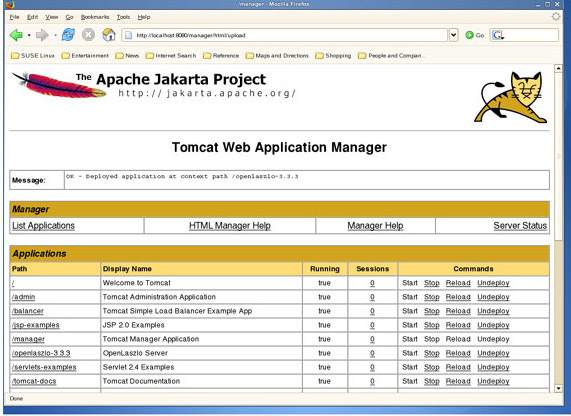 /manager - Mozilla Firefox
File Edit View Go Bookmarks Tools Help
http://localhost:8080/manager/html/upload Go
SUSE Linux Entertainment News Internet Search Reference Maps and Directions Shopping People and Compan...
The Apache Jakarta Project
http://jakarta.apache.org/
Tomcat Web Application Manager
Message: OK - Deployed application at context path /openlaszlo-3.3.3
Manager
List Applications HTML Manager Help Manager Help Server Status
Applications
Path Display Name Running Sessions Commands
/ Welcome to Tomcat true 0 Start Stop Reload Undeploy
/admin Tomcat Administration Application true 0 Start Stop Reload Undeploy
/balancer Tomcat Simple Load Balancer Example App true 0 Start Stop Reload Undeploy
/jsp-examples JSP 2.0 Examples true 0 Start Stop Reload Undeploy
/manager Tomcat Manager Application true 0 Start Stop Reload Undeploy
/openlaszlo-3.3.3 OpenLaszlo Server true 0 Start Stop Reload Undeploy
/servlets-examples Servlet 2.4 Examples true 0 Start Stop Reload Undeploy
/tomcat-docs Tomcat Documentation true 0 Start Stop Reload Undeploy
Done